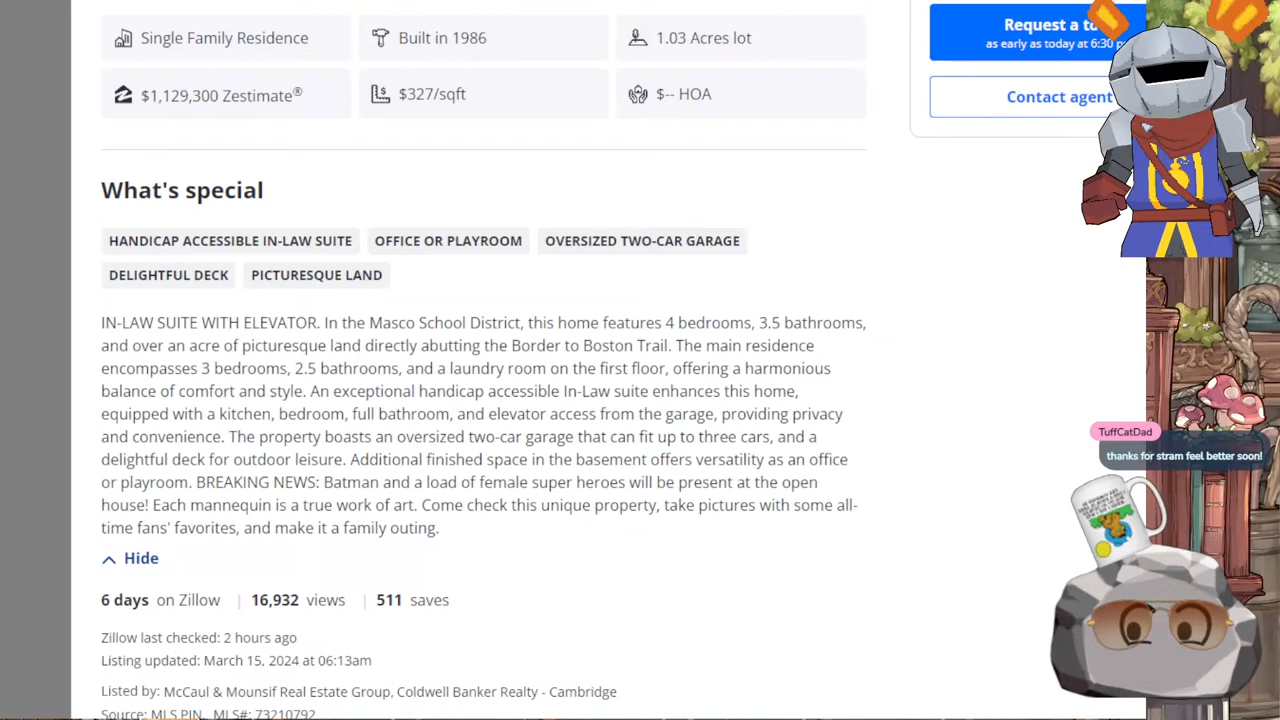 Single Family Residence
Built in 1986
1.03 Acres lot
$1,129,300 Zestimate®
$327/sqft
$-- HOA
Request a to
as early as today at 6:30 p
Contact agent
What's special
HANDICAP ACCESSIBLE IN-LAW SUITE
OFFICE OR PLAYROOM
OVERSIZED TWO-CAR GARAGE
DELIGHTFUL DECK
PICTURESQUE LAND
IN-LAW SUITE WITH ELEVATOR. In the Masco School District, this home features 4 bedrooms, 3.5 bathrooms,
and over an acre of picturesque land directly abutting the Border to Boston Trail. The main residence
encompasses 3 bedrooms, 2.5 bathrooms, and a laundry room on the first floor, offering a harmonious
balance of comfort and style. An exceptional handicap accessible In-Law suite enhances this home,
equipped with a kitchen, bedroom, full bathroom, and elevator access from the garage, providing privacy
and convenience. The property boasts an oversized two-car garage that can fit up to three cars, and a
delightful deck for outdoor leisure. Additional finished space in the basement offers versatility as an office
or playroom. BREAKING NEWS: Batman and a load of female super heroes will be present at the open
house! Each mannequin is a true work of art. Come check this unique property, take pictures with some all-
time fans' favorites, and make it a family outing.
Hide
6 days on Zillow | 16,932 views | 511 saves
Zillow last checked: 2 hours ago
Listing updated: March 15, 2024 at 06:13am
Listed by: McCaul & Mounsif Real Estate Group, Coldwell Banker Realty - Cambridge
Source: MLS PIN, MLS#: 73210792
TuffCatDad
thanks for stram feel better soon!